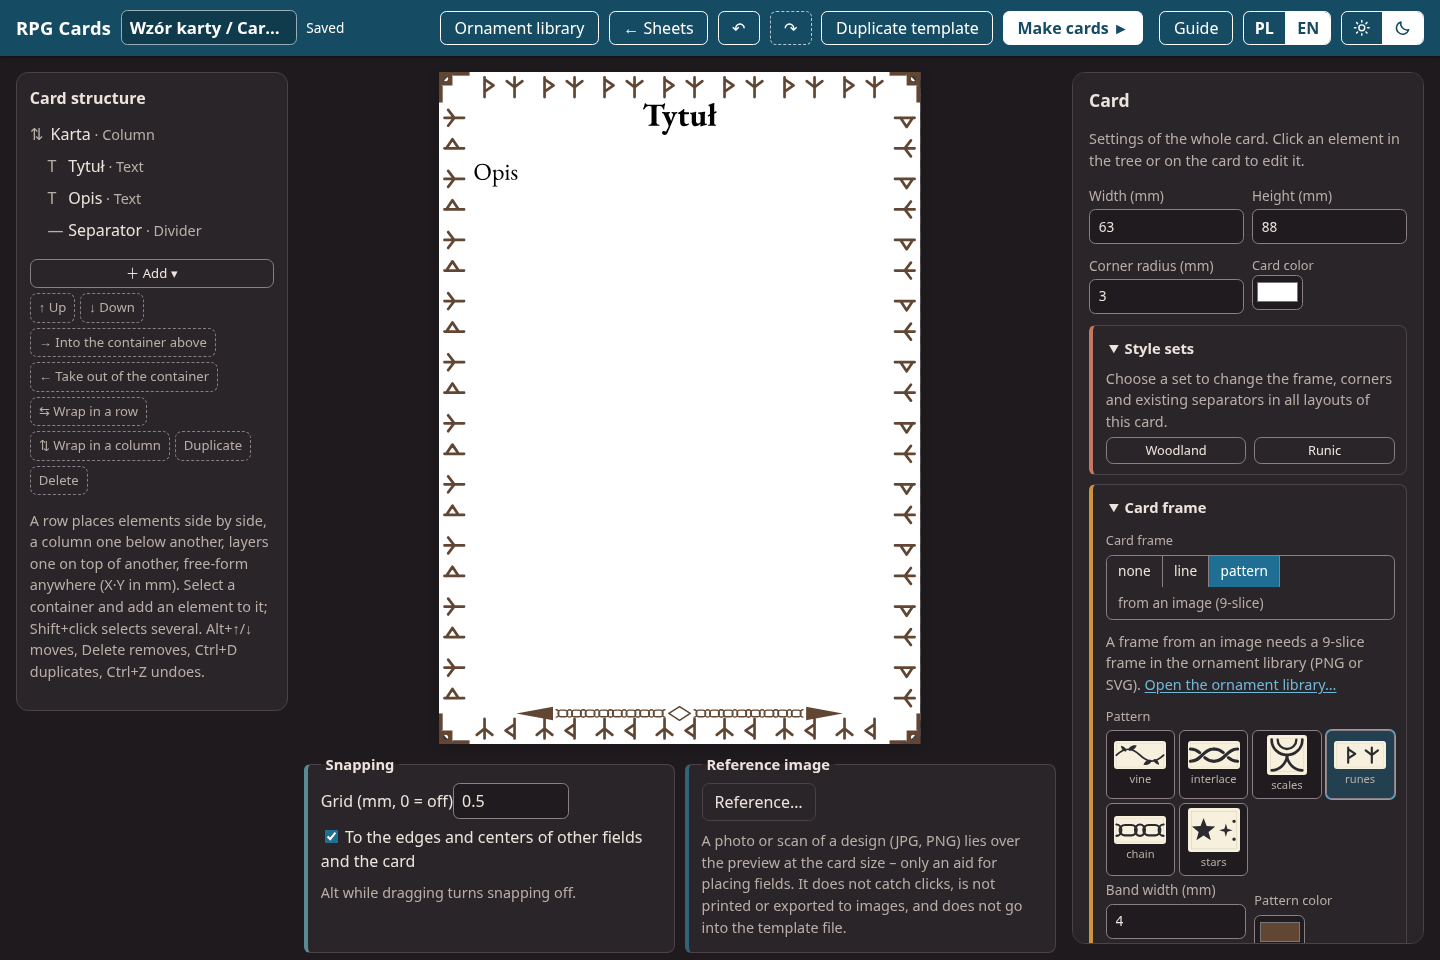 RPG Cards
Wzór karty / Car...
Saved
Ornament library
← Sheets
↶
↷
Duplicate template
Make cards ►
Guide
PL
EN
Card structure
⇅ Karta · Column
T Tytuł · Text
T Opis · Text
— Separator · Divider
+ Add ▾
↑ Up
↓ Down
→ Into the container above
← Take out of the container
⇆ Wrap in a row
⇅ Wrap in a column
Duplicate
Delete
A row places elements side by side,
a column one below another, layers
one on top of another, free-form
anywhere (X·Y in mm). Select a
container and add an element to it;
Shift+click selects several. Alt+↑/↓
moves, Delete removes, Ctrl+D
duplicates, Ctrl+Z undoes.
Tytuł
Opis
Snapping
Grid (mm, 0 = off)
0.5
To the edges and centers of other fields
and the card
Alt while dragging turns snapping off.
Reference image
Reference...
A photo or scan of a design (JPG, PNG) lies over
the preview at the card size – only an aid for
placing fields. It does not catch clicks, is not
printed or exported to images, and does not go
into the template file.
Card
Settings of the whole card. Click an element in
the tree or on the card to edit it.
Width (mm)
Height (mm)
63
88
Corner radius (mm)
Card color
3
▼ Style sets
Choose a set to change the frame, corners
and existing separators in all layouts of
this card.
Woodland
Runic
▼ Card frame
Card frame
none
line
pattern
from an image (9-slice)
A frame from an image needs a 9-slice
frame in the ornament library (PNG or
SVG). Open the ornament library...
Pattern
vine
interlace
scales
runes
chain
stars
Band width (mm)
Pattern color
4